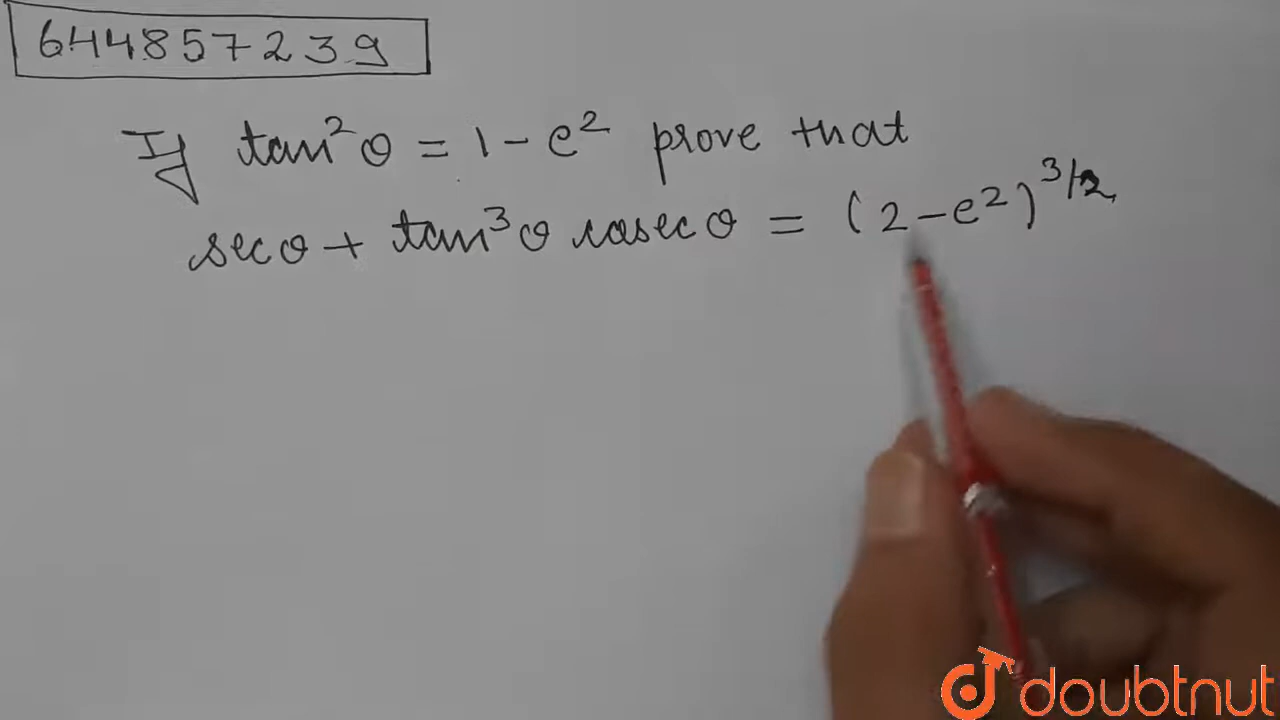 644857239
If tan²θ = 1 - e² prove that
secθ + tan³θ cosecθ = (2-e²)^3/2
doubtnut